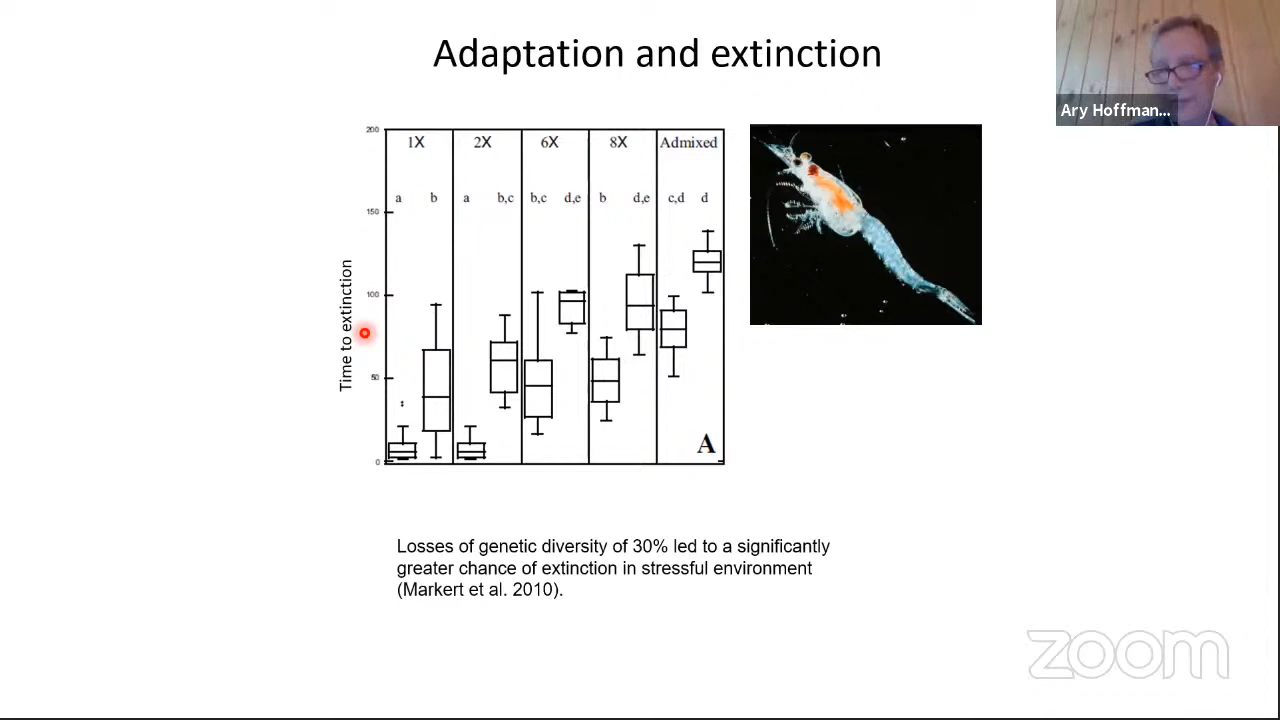 Adaptation and extinction
Ary Hoffman...
200
1X
2X
6X
8X
Admixed
a
b
a
b,c
b,c
d,e
b
d,e
c,d
d
150
100
50
0
Time to extinction
A
Losses of genetic diversity of 30% led to a significantly
greater chance of extinction in stressful environment
(Markert et al. 2010).
zoom